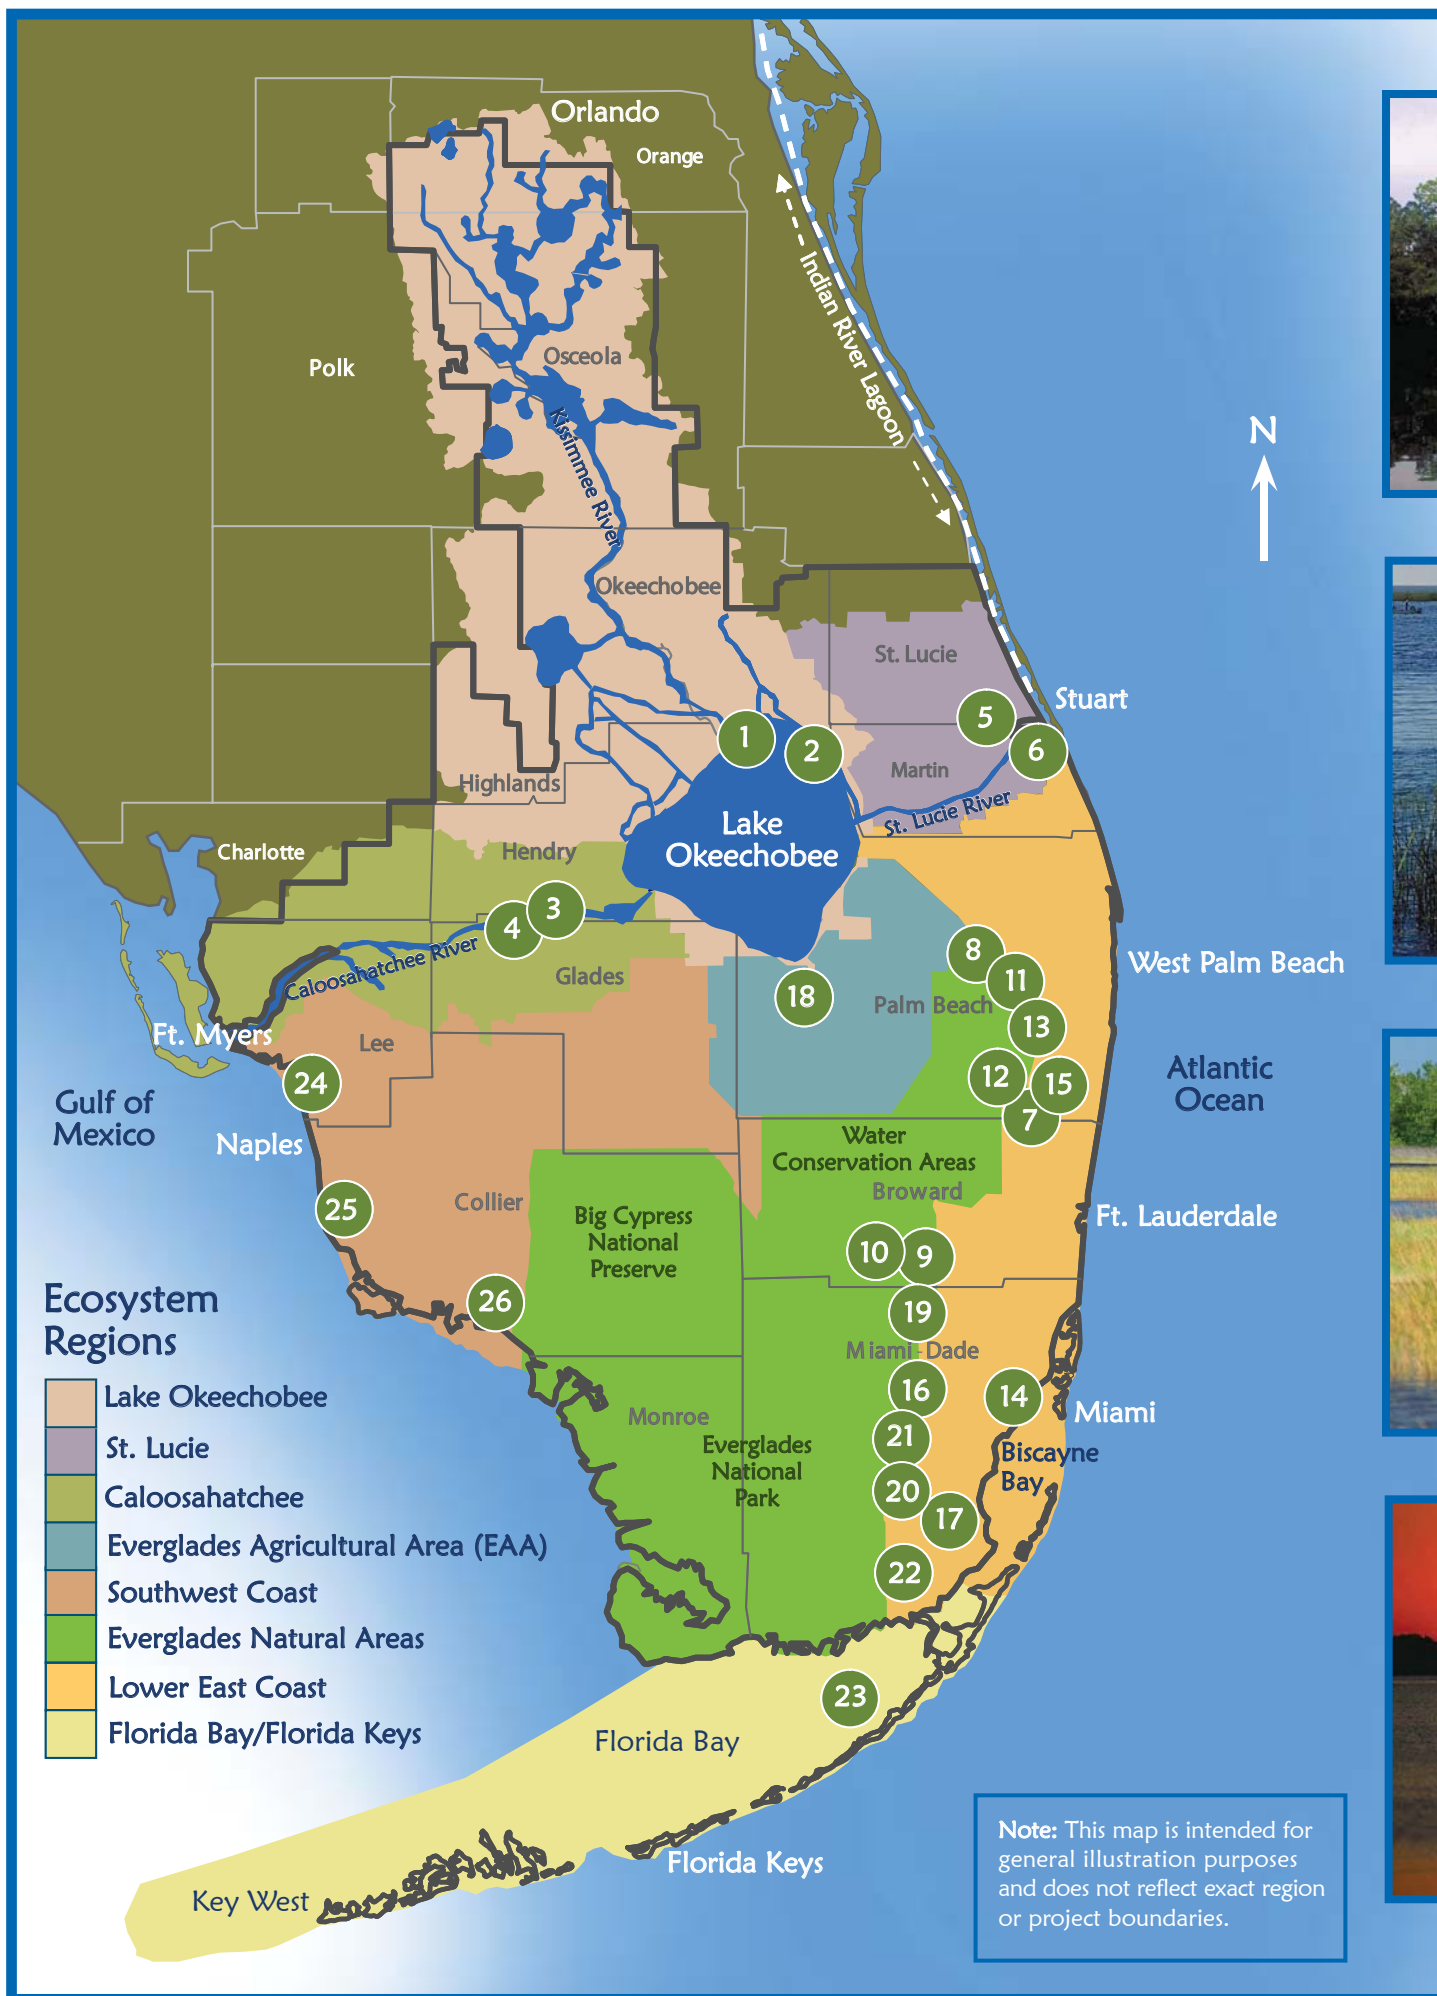 Orlando
Orange
Indian River Lagoon
Polk
Osceola
Kissimmee River
N
Okeechobee
St. Lucie
Stuart
5
1
2
6
Martin
Highlands
St. Lucie River
Lake
Okeechobee
Charlotte
Hendry
3
4
Caloosahatchee River
8
West Palm Beach
Glades
11
18
Palm Beach
13
Ft. Myers
Lee
24
12
15
Atlantic
Ocean
Gulf of
Mexico
7
Naples
Water
Conservation Areas
Broward
25
Collier
Big Cypress
National
Preserve
Ft. Lauderdale
10
9
26
19
Miami-Dade
16
14
Miami
Monroe
21
Everglades
National
Park
Biscayne
Bay
20
17
22
23
Florida Bay
Florida Keys
Key West
Ecosystem
Regions
Lake Okeechobee
St. Lucie
Caloosahatchee
Everglades Agricultural Area (EAA)
Southwest Coast
Everglades Natural Areas
Lower East Coast
Florida Bay/Florida Keys
Note: This map is intended for
general illustration purposes
and does not reflect exact region
or project boundaries.